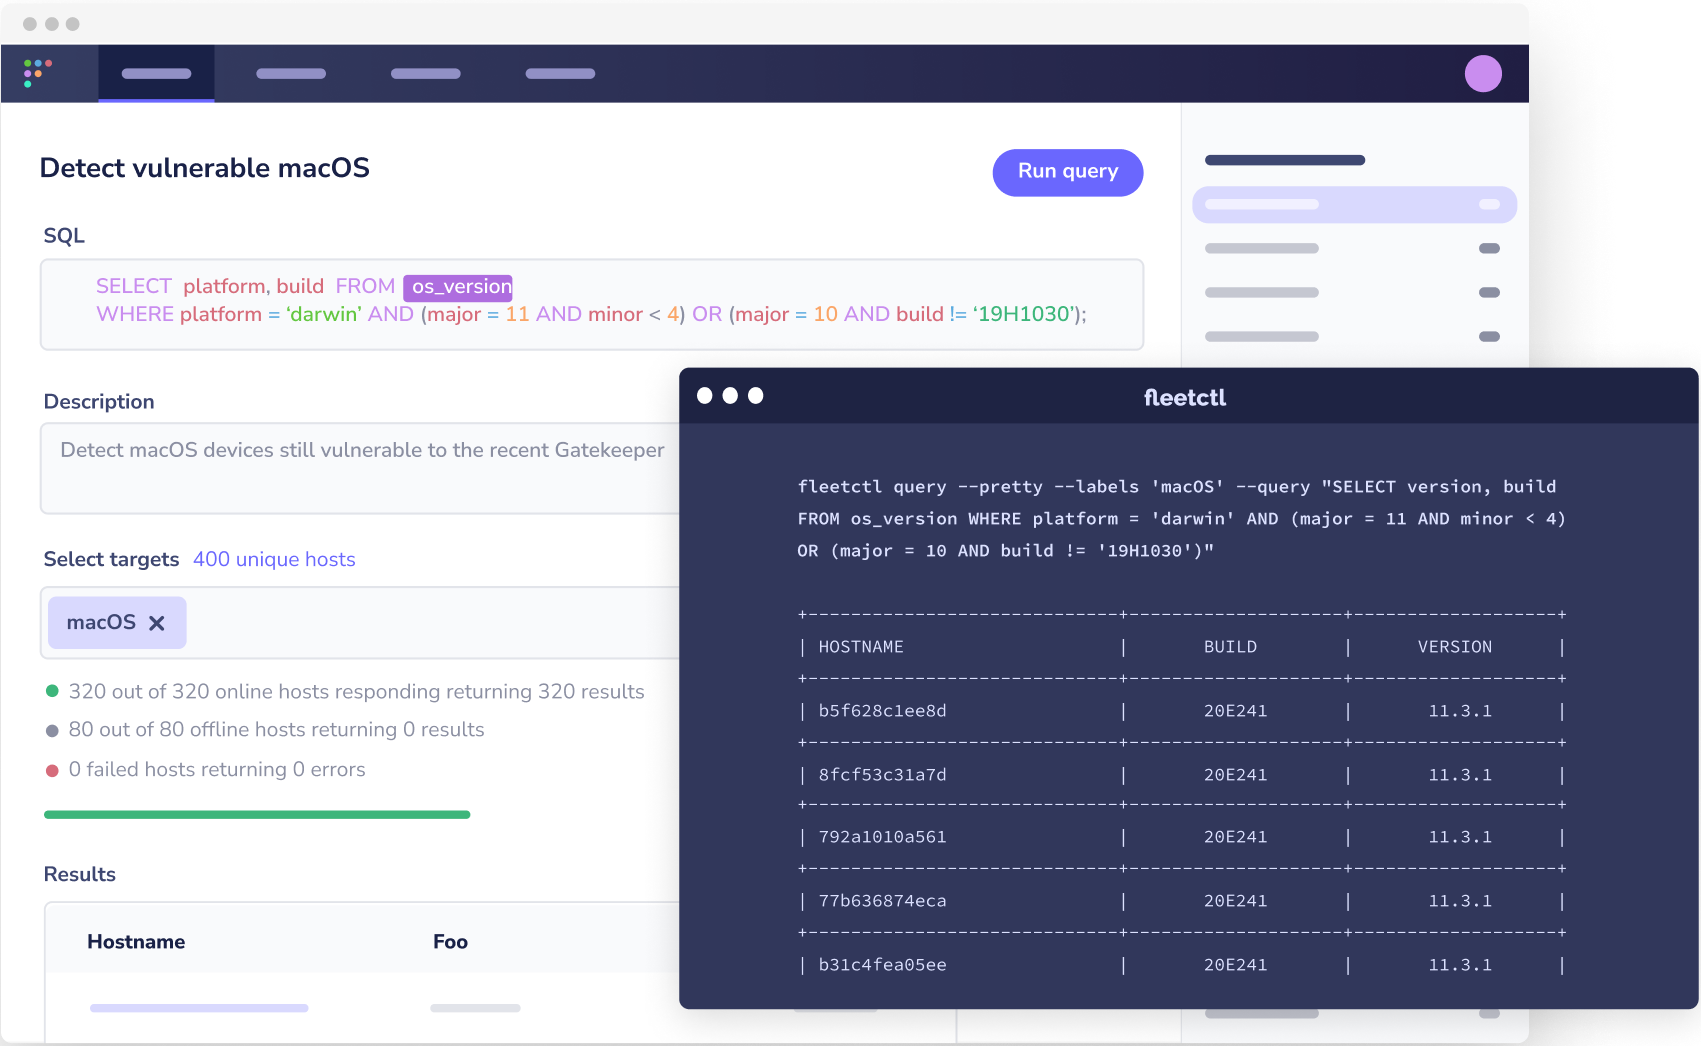 Detect vulnerable macOS
Run query
SQL
SELECT platform, build FROM os_version
WHERE platform = ‘darwin’ AND (major = 11 AND minor < 4) OR (major = 10 AND build != ‘19H1030’);
Description
Detect macOS devices still vulnerable to the recent Gatekeeper
Select targets 400 unique hosts
macOS ✕
320 out of 320 online hosts responding returning 320 results
80 out of 80 offline hosts returning 0 results
0 failed hosts returning 0 errors
Results
Hostname Foo
fleetctl
fleetctl query --pretty --labels 'macOS' --query "SELECT version, build
FROM os_version WHERE platform = 'darwin' AND (major = 11 AND minor < 4)
OR (major = 10 AND build != '19H1030')"
+-----------------------------+--------------------+-------------------+
| HOSTNAME | BUILD | VERSION |
+-----------------------------+--------------------+-------------------+
| b5f628c1ee8d | 20E241 | 11.3.1 |
+-----------------------------+--------------------+-------------------+
| 8fcf53c31a7d | 20E241 | 11.3.1 |
+-----------------------------+--------------------+-------------------+
| 792a1010a561 | 20E241 | 11.3.1 |
+-----------------------------+--------------------+-------------------+
| 77b636874eca | 20E241 | 11.3.1 |
+-----------------------------+--------------------+-------------------+
| b31c4fea05ee | 20E241 | 11.3.1 |